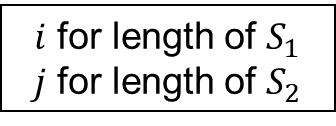 i for length of S₁
j for length of S₂